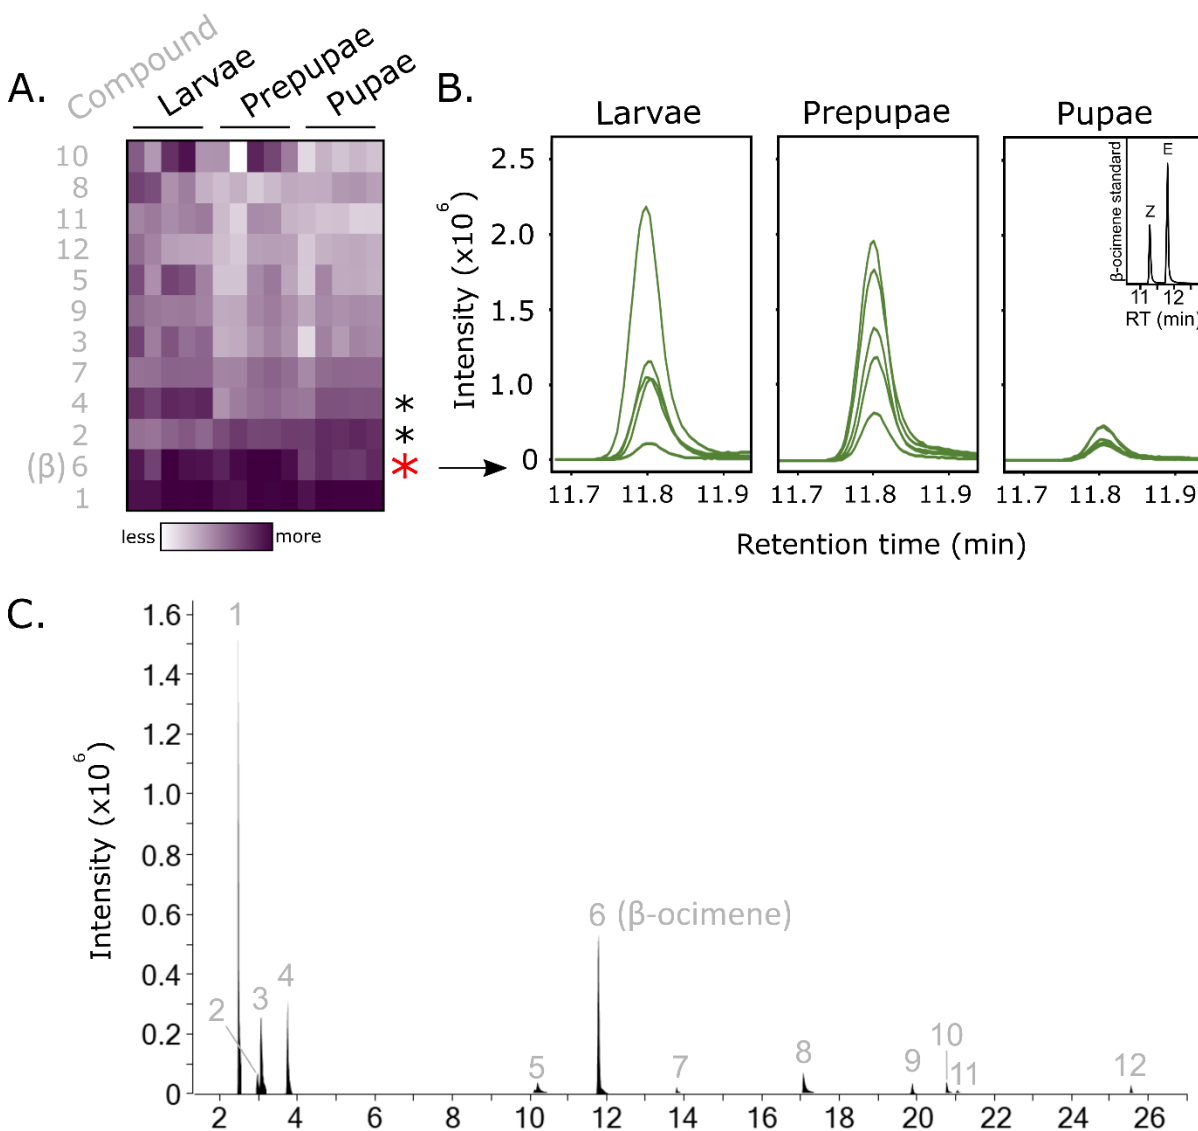 A.
Compound
Larvae
Prepupae
Pupae
10
8
11
12
5
9
3
7
4 *
2 *
(β) 6 *
1
less more
B.
Larvae Prepupae Pupae
Intensity (x10⁶)
2.5
2.0
1.5
1.0
0
11.7 11.8 11.9 11.7 11.8 11.9 11.7 11.8 11.9
Retention time (min)
β-ocimene standard
Z E
11 12
RT (min)
C.
Intensity (x10⁶)
1.6
1.4
1.2
1.0
0.8
0.6
0.4
0.2
0
1
2
3
4
5
6 (β-ocimene)
7
8
9
10
11
12
2 4 6 8 10 12 14 16 18 20 22 24 26